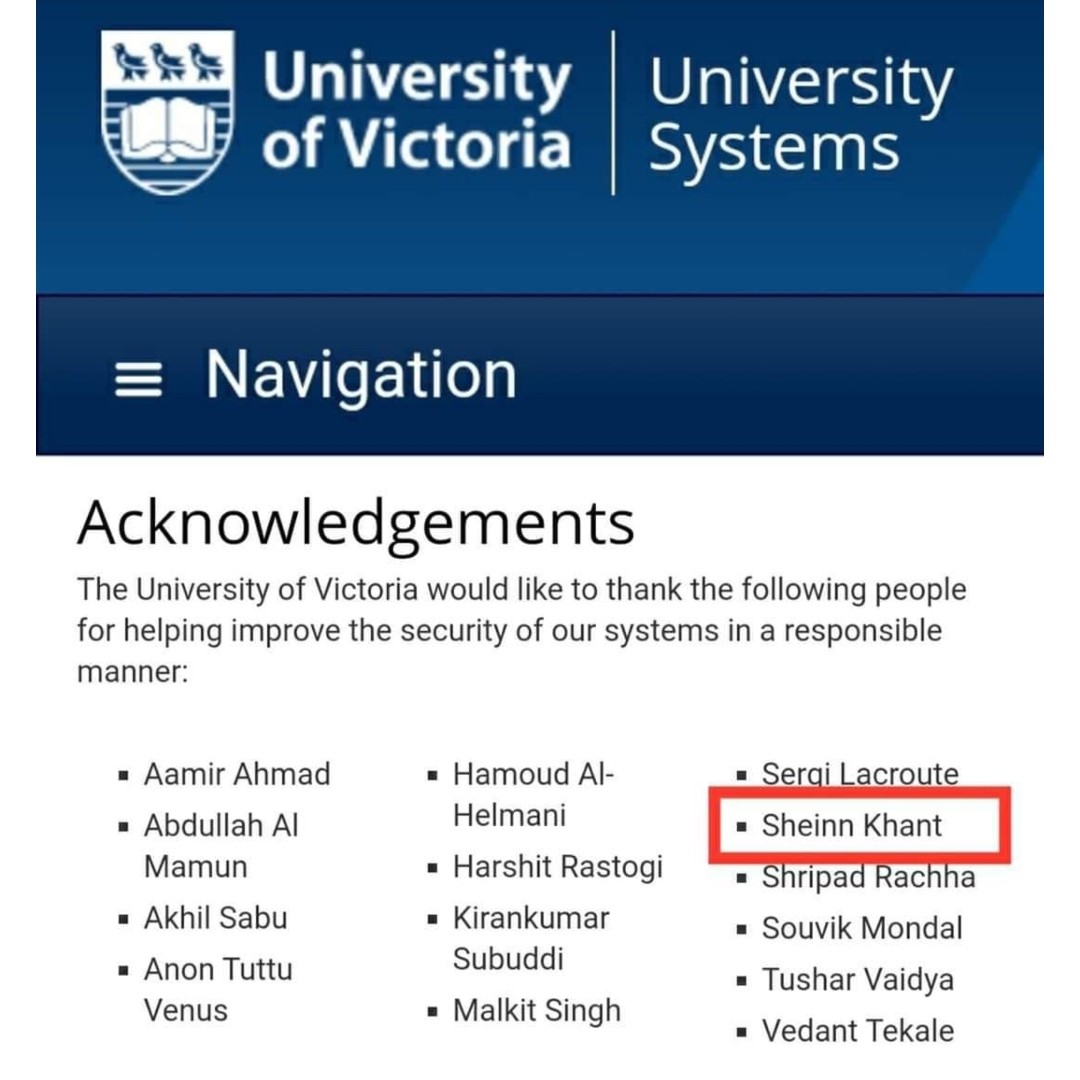 University
of Victoria
University
Systems
Navigation
Acknowledgements
The University of Victoria would like to thank the following people
for helping improve the security of our systems in a responsible
manner:
Aamir Ahmad
Abdullah Al
Mamun
Akhil Sabu
Anon Tuttu
Venus
Hamoud Al-
Helmani
Harshit Rastogi
Kirankumar
Subuddi
Malkit Singh
Sergi Lacroute
Sheinn Khant
Shripad Rachha
Souvik Mondal
Tushar Vaidya
Vedant Tekale